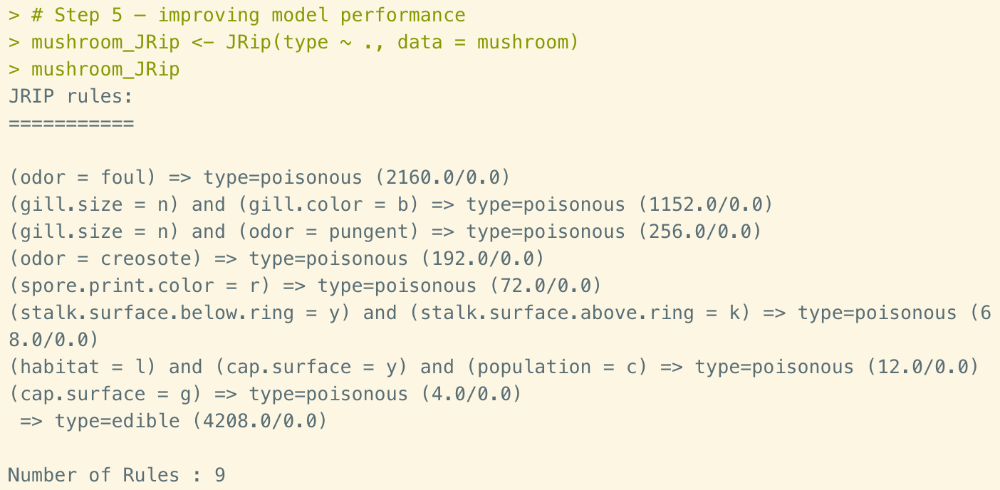 > # Step 5 – improving model performance
> mushroom_JRip <- JRip(type ~ ., data = mushroom)
> mushroom_JRip
JRIP rules:
===========
(odor = foul) => type=poisonous (2160.0/0.0)
(gill.size = n) and (gill.color = b) => type=poisonous (1152.0/0.0)
(gill.size = n) and (odor = pungent) => type=poisonous (256.0/0.0)
(odor = creosote) => type=poisonous (192.0/0.0)
(spore.print.color = r) => type=poisonous (72.0/0.0)
(stalk.surface.below.ring = y) and (stalk.surface.above.ring = k) => type=poisonous (6
8.0/0.0)
(habitat = l) and (cap.surface = y) and (population = c) => type=poisonous (12.0/0.0)
(cap.surface = g) => type=poisonous (4.0/0.0)
 => type=edible (4208.0/0.0)
Number of Rules : 9